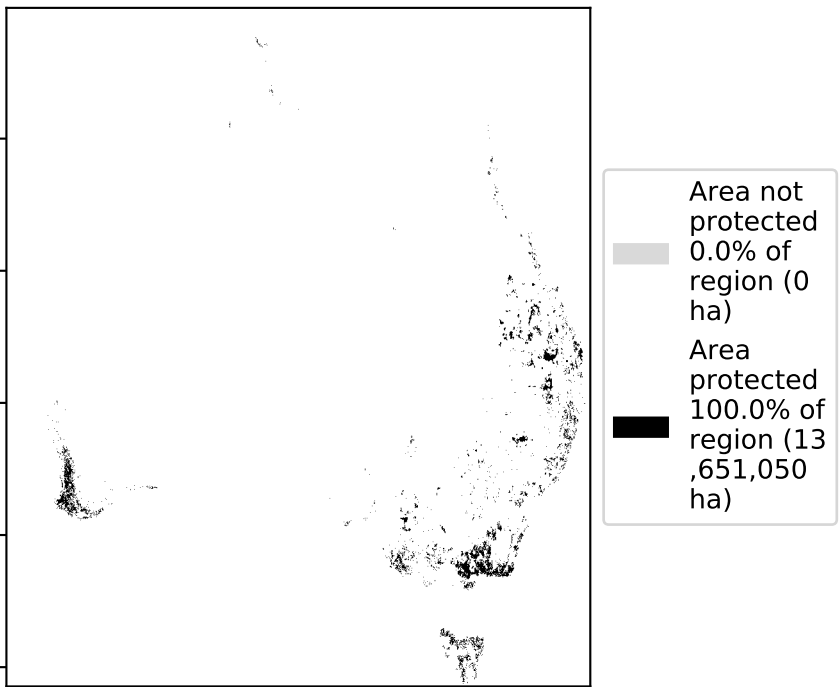 Area not
protected
0.0% of
region (0
ha)
Area
protected
100.0% of
region (13
,651,050
ha)